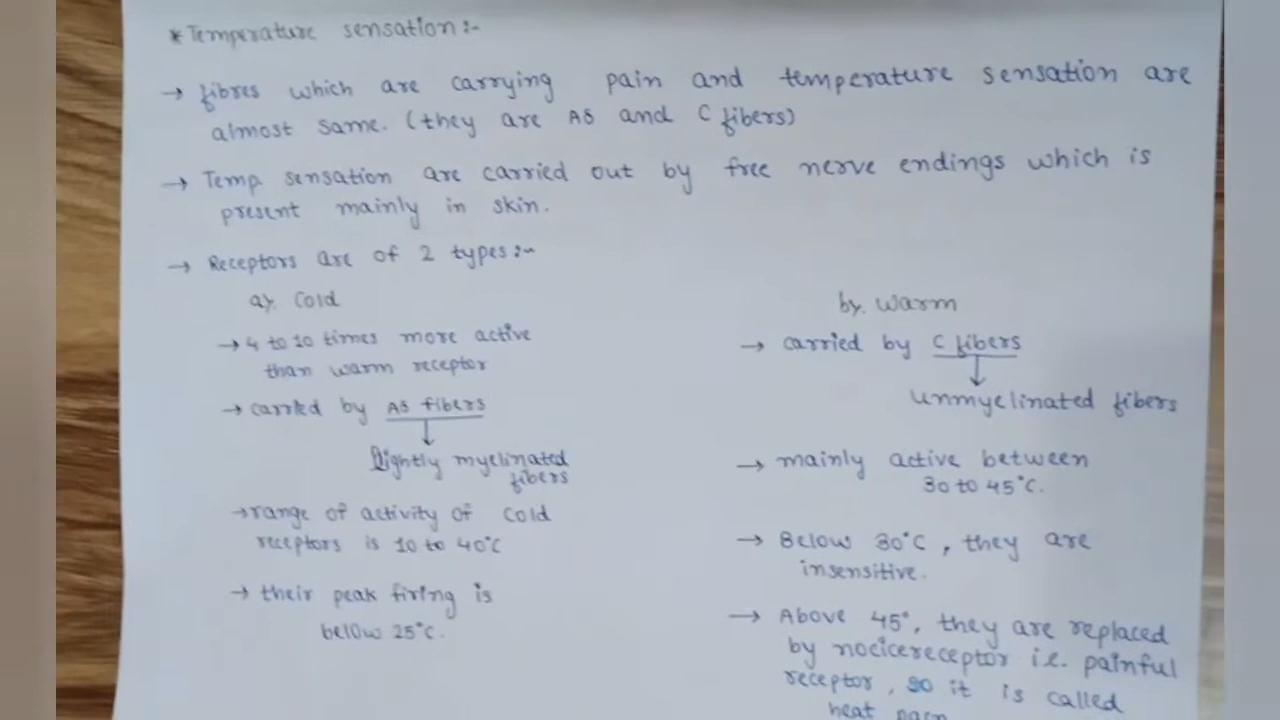 * Temperature sensation :-
→ fibres which are carrying pain and temperature sensation are
almost same. (they are Aδ and C fibers)
→ Temp. sensation are carried out by free nerve endings which is
present mainly in skin.
→ Receptors are of 2 types :-
a). Cold
→ 4 to 10 times more active
than warm receptor
→ carried by Aδ fibers
↓
Lightly myelinated
fibers
→ range of activity of cold
receptors is 10 to 40°C
→ their peak firing is
below 25°C.
b). Warm
→ carried by C fibers
↓
Unmyelinated fibers
→ mainly active between
30 to 45°C.
→ Below 30°C, they are
insensitive.
→ Above 45°, they are replaced
by nocicereceptor i.e. painful
receptor, so it is called
heat pain